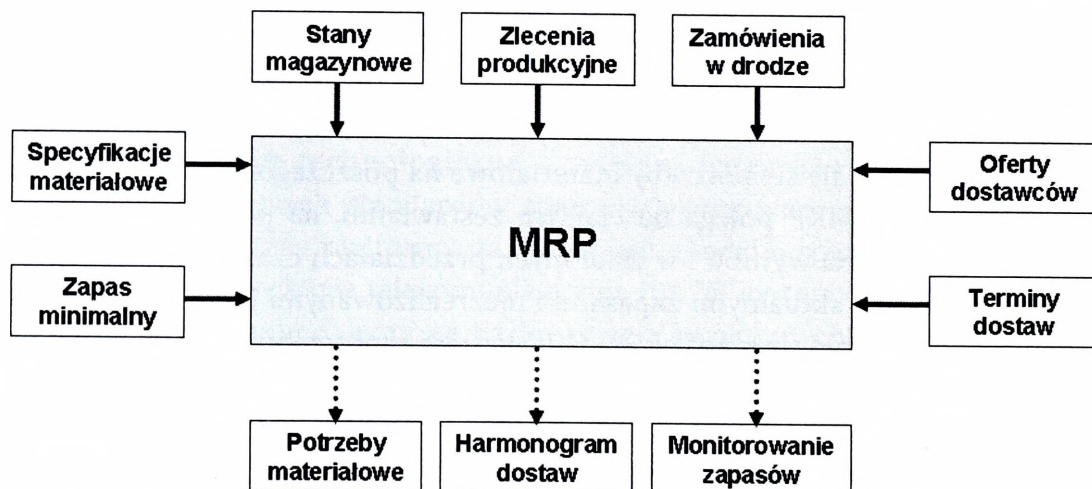 Stany
magazynowe
Zlecenia
produkcyjne
Zamówienia
w drodze
Specyfikacje
materiałowe
Oferty
dostawców
MRP
Zapas
minimalny
Terminy
dostaw
Potrzeby
materiałowe
Harmonogram
dostaw
Monitorowanie
zapasów